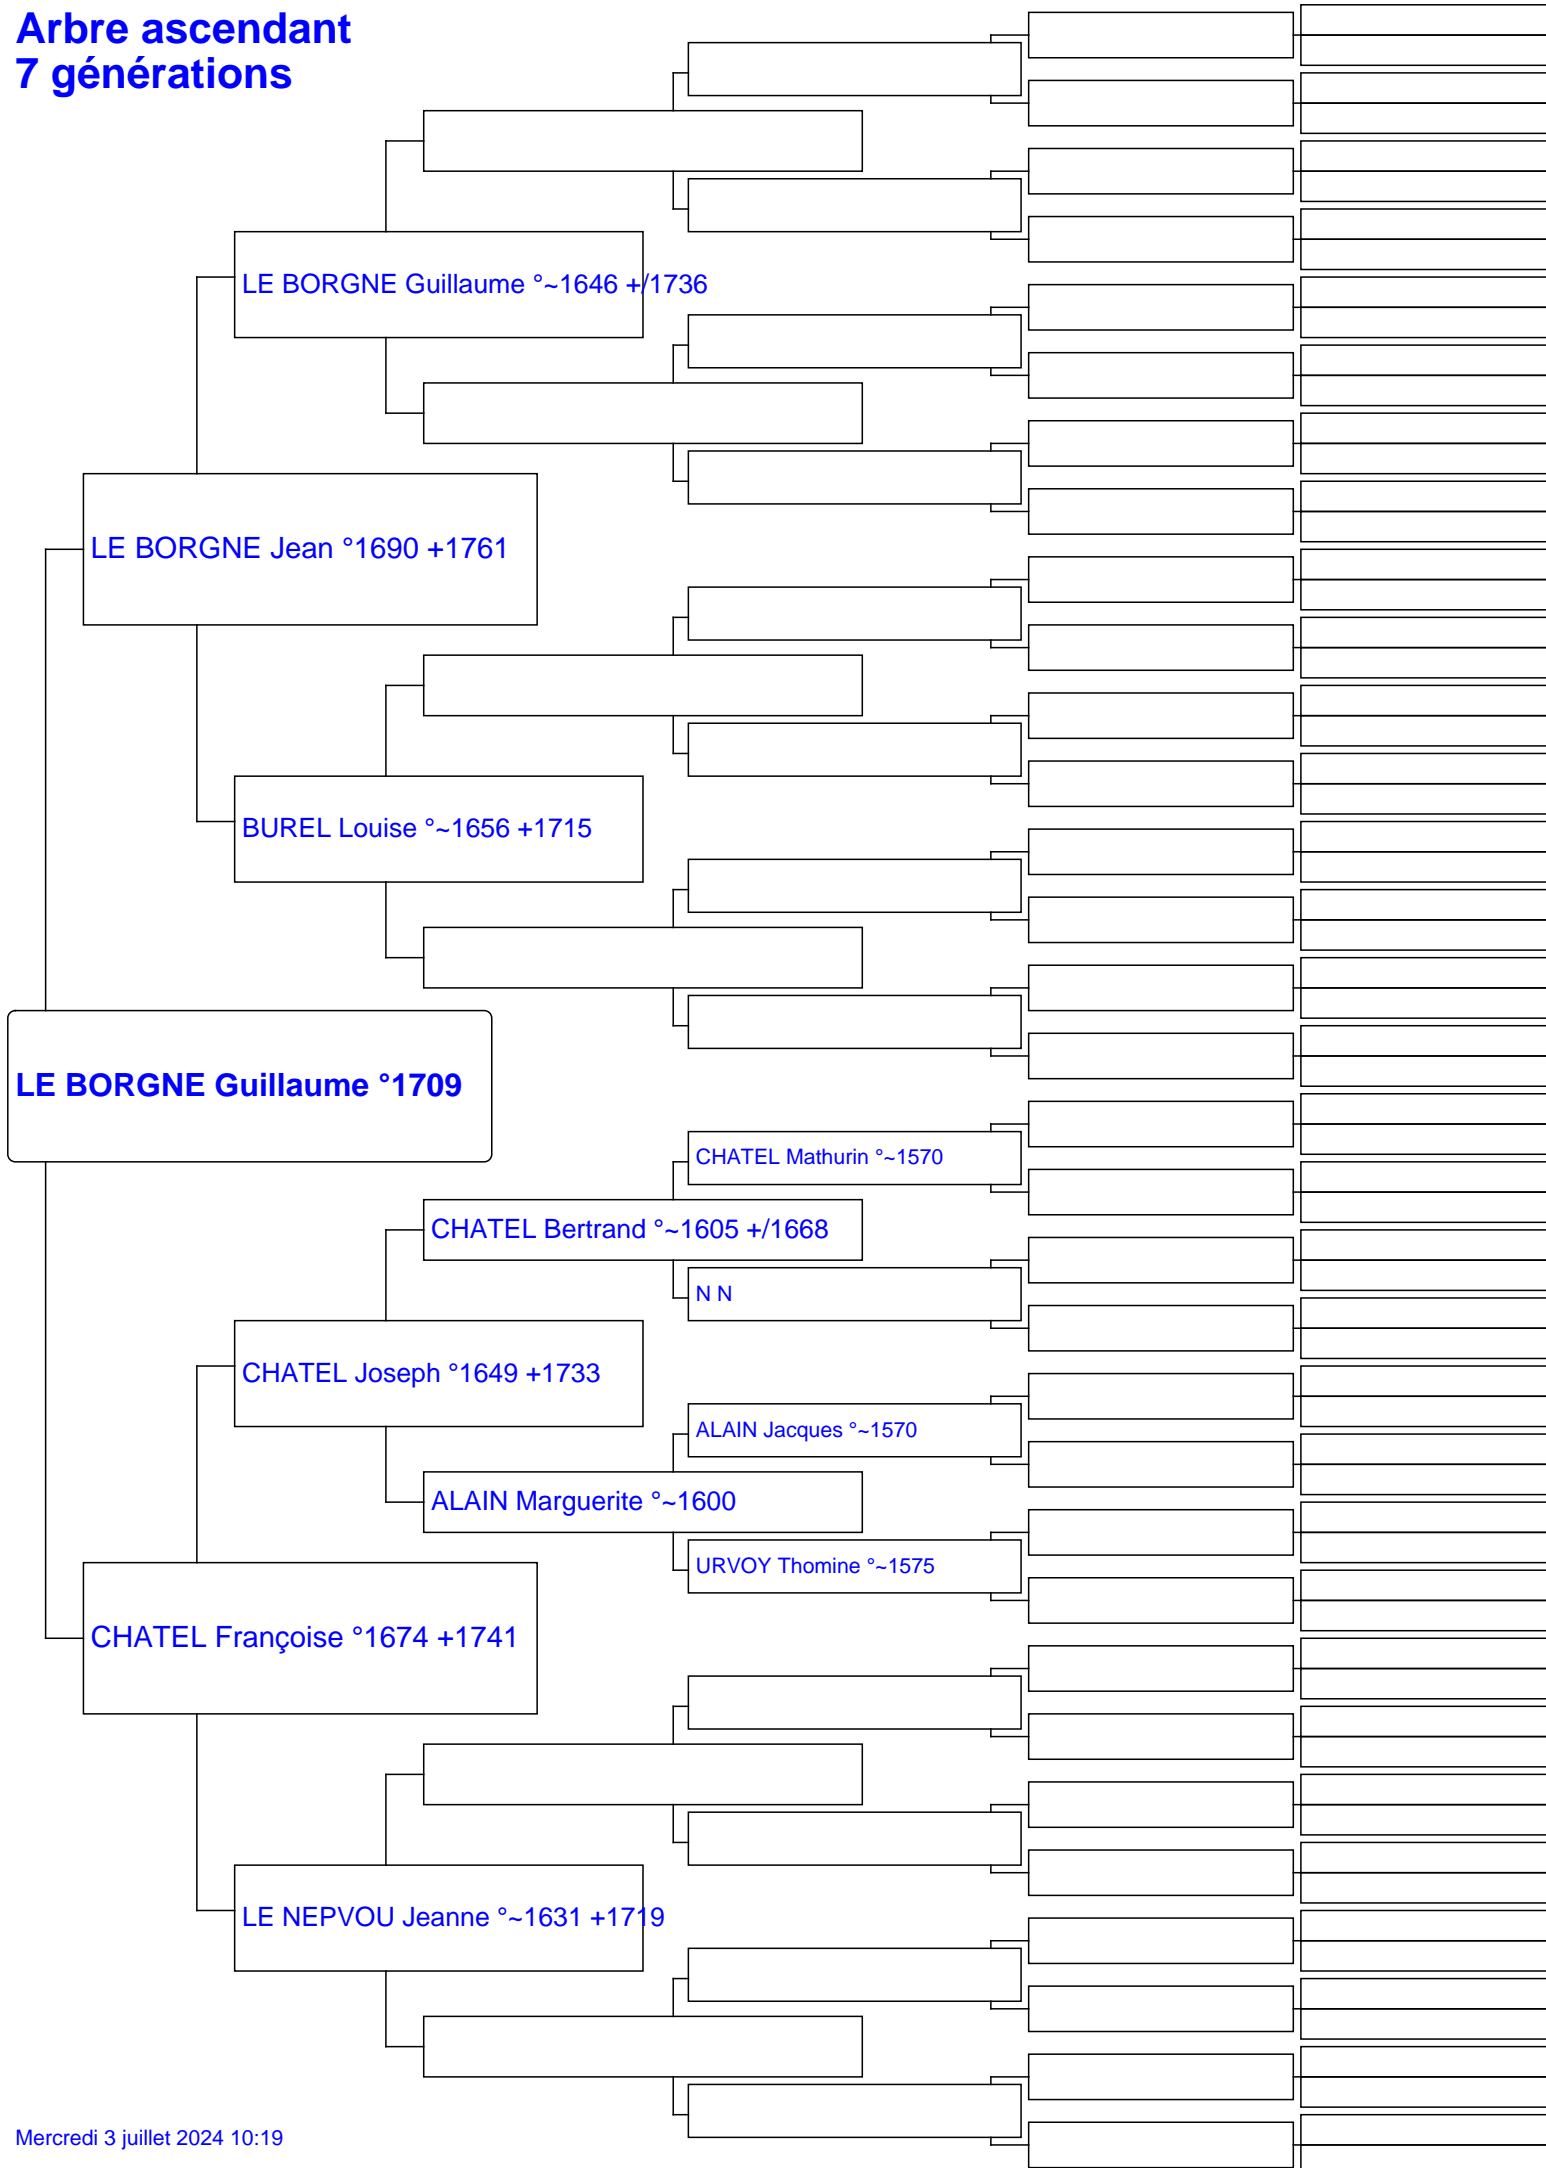 Arbre ascendant
7 générations
LE BORGNE Guillaume °~1646 +/1736
LE BORGNE Jean °1690 +1761
BUREL Louise °~1656 +1715
LE BORGNE Guillaume °1709
CHATEL Mathurin °~1570
CHATEL Bertrand °~1605 +/1668
N N
CHATEL Joseph °1649 +1733
ALAIN Jacques °~1570
ALAIN Marguerite °~1600
URVOY Thomine °~1575
CHATEL Françoise °1674 +1741
LE NEPVOU Jeanne °~1631 +1719
Mercredi 3 juillet 2024 10:19